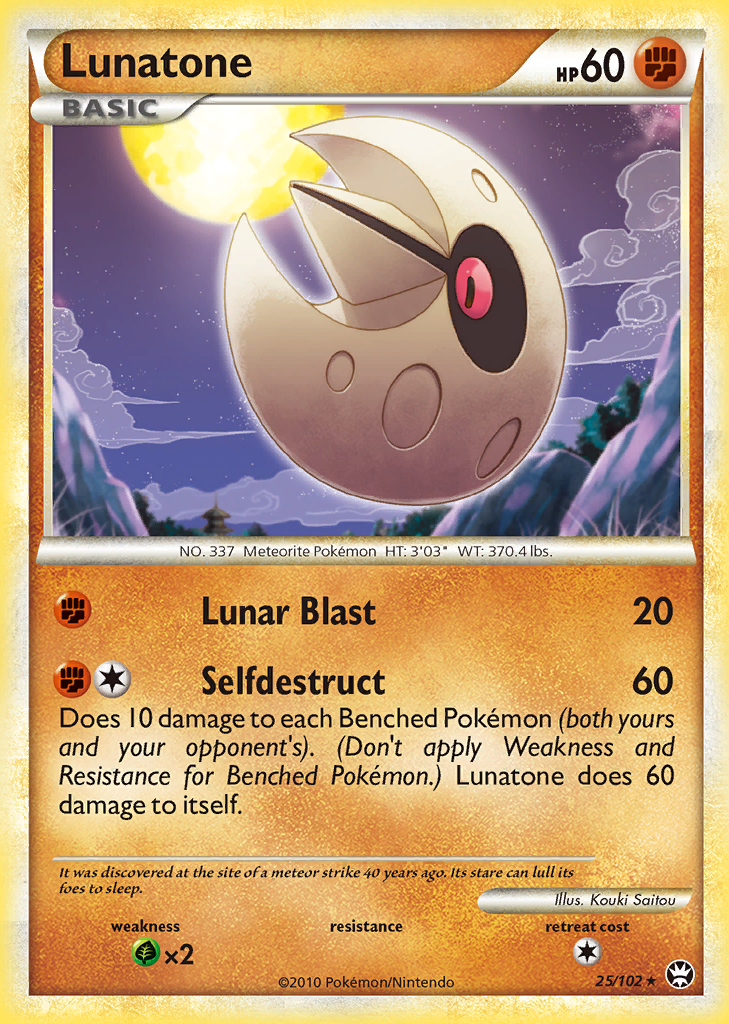 Lunatone
HP60
BASIC
NO. 337 Meteorite Pokémon HT: 3'03" WT: 370.4 lbs.
Lunar Blast 20
Selfdestruct 60
Does 10 damage to each Benched Pokémon (both yours
and your opponent's). (Don't apply Weakness and
Resistance for Benched Pokémon.) Lunatone does 60
damage to itself.
It was discovered at the site of a meteor strike 40 years ago. Its stare can lull its
foes to sleep.
Illus. Kouki Saitou
weakness resistance retreat cost
×2
©2010 Pokémon/Nintendo
25/102 ★